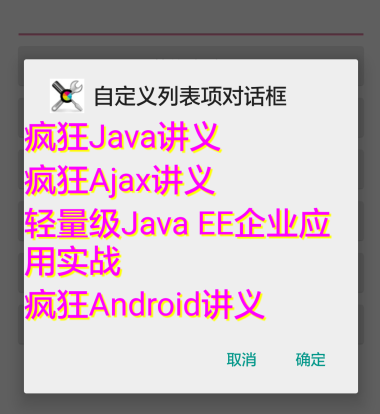 自定义列表项对话框
疯狂Java讲义
疯狂Ajax讲义
轻量级Java EE企业应
用实战
疯狂Android讲义
取消 确定